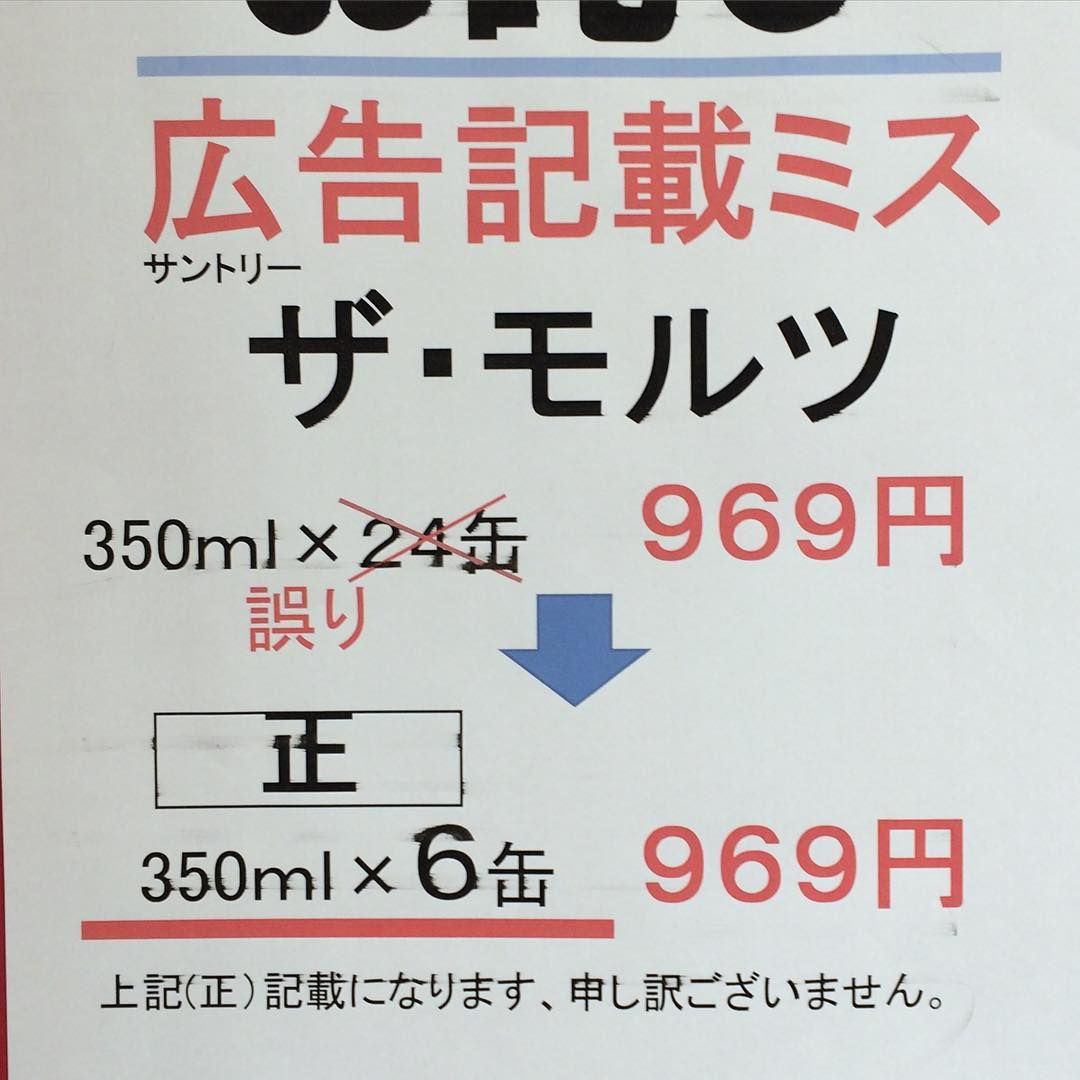 広告記載ミス
サントリー
ザ・モルツ
350ml×24缶 969円
誤り
正
350ml×6缶 969円
上記(正)記載になります、申し訳ございません。